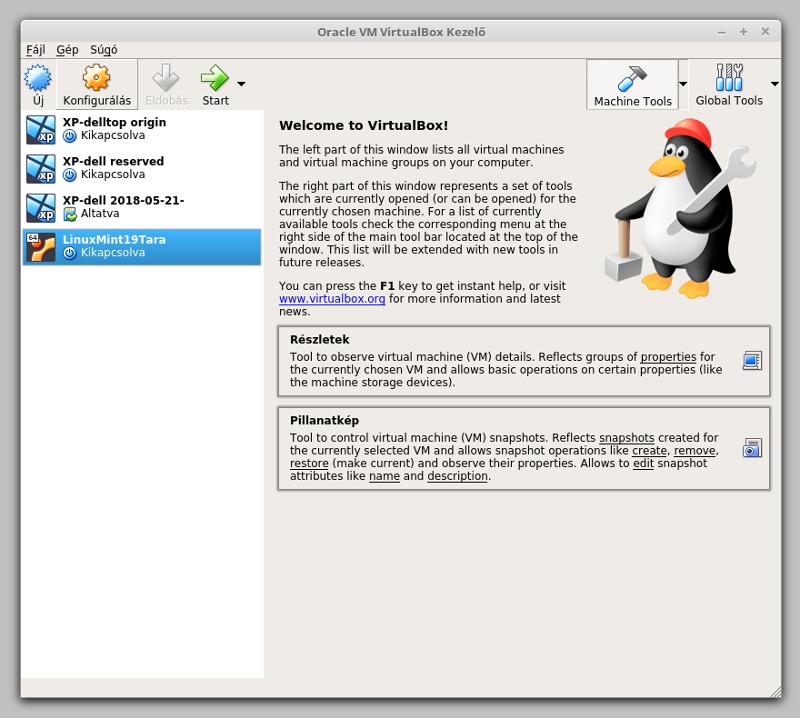 Oracle VM VirtualBox Kezelő
Fájl Gép Súgó
Új Konfigurálás Eldobás Start Machine Tools Global Tools
XP-delltop origin
Kikapcsolva
XP-dell reserved
Kikapcsolva
XP-dell 2018-05-21-
Altatva
LinuxMint19Tara
Kikapcsolva
xp
xp
xp
64
Welcome to VirtualBox!
The left part of this window lists all virtual machines
and virtual machine groups on your computer.
The right part of this window represents a set of tools
which are currently opened (or can be opened) for the
currently chosen machine. For a list of currently
available tools check the corresponding menu at the
right side of the main tool bar located at the top of the
window. This list will be extended with new tools in
future releases.
You can press the F1 key to get instant help, or visit
www.virtualbox.org for more information and latest
news.
Részletek
Tool to observe virtual machine (VM) details. Reflects groups of properties for
the currently chosen VM and allows basic operations on certain properties (like
the machine storage devices).
Pillanatkép
Tool to control virtual machine (VM) snapshots. Reflects snapshots created for
the currently selected VM and allows snapshot operations like create, remove,
restore (make current) and observe their properties. Allows to edit snapshot
attributes like name and description.